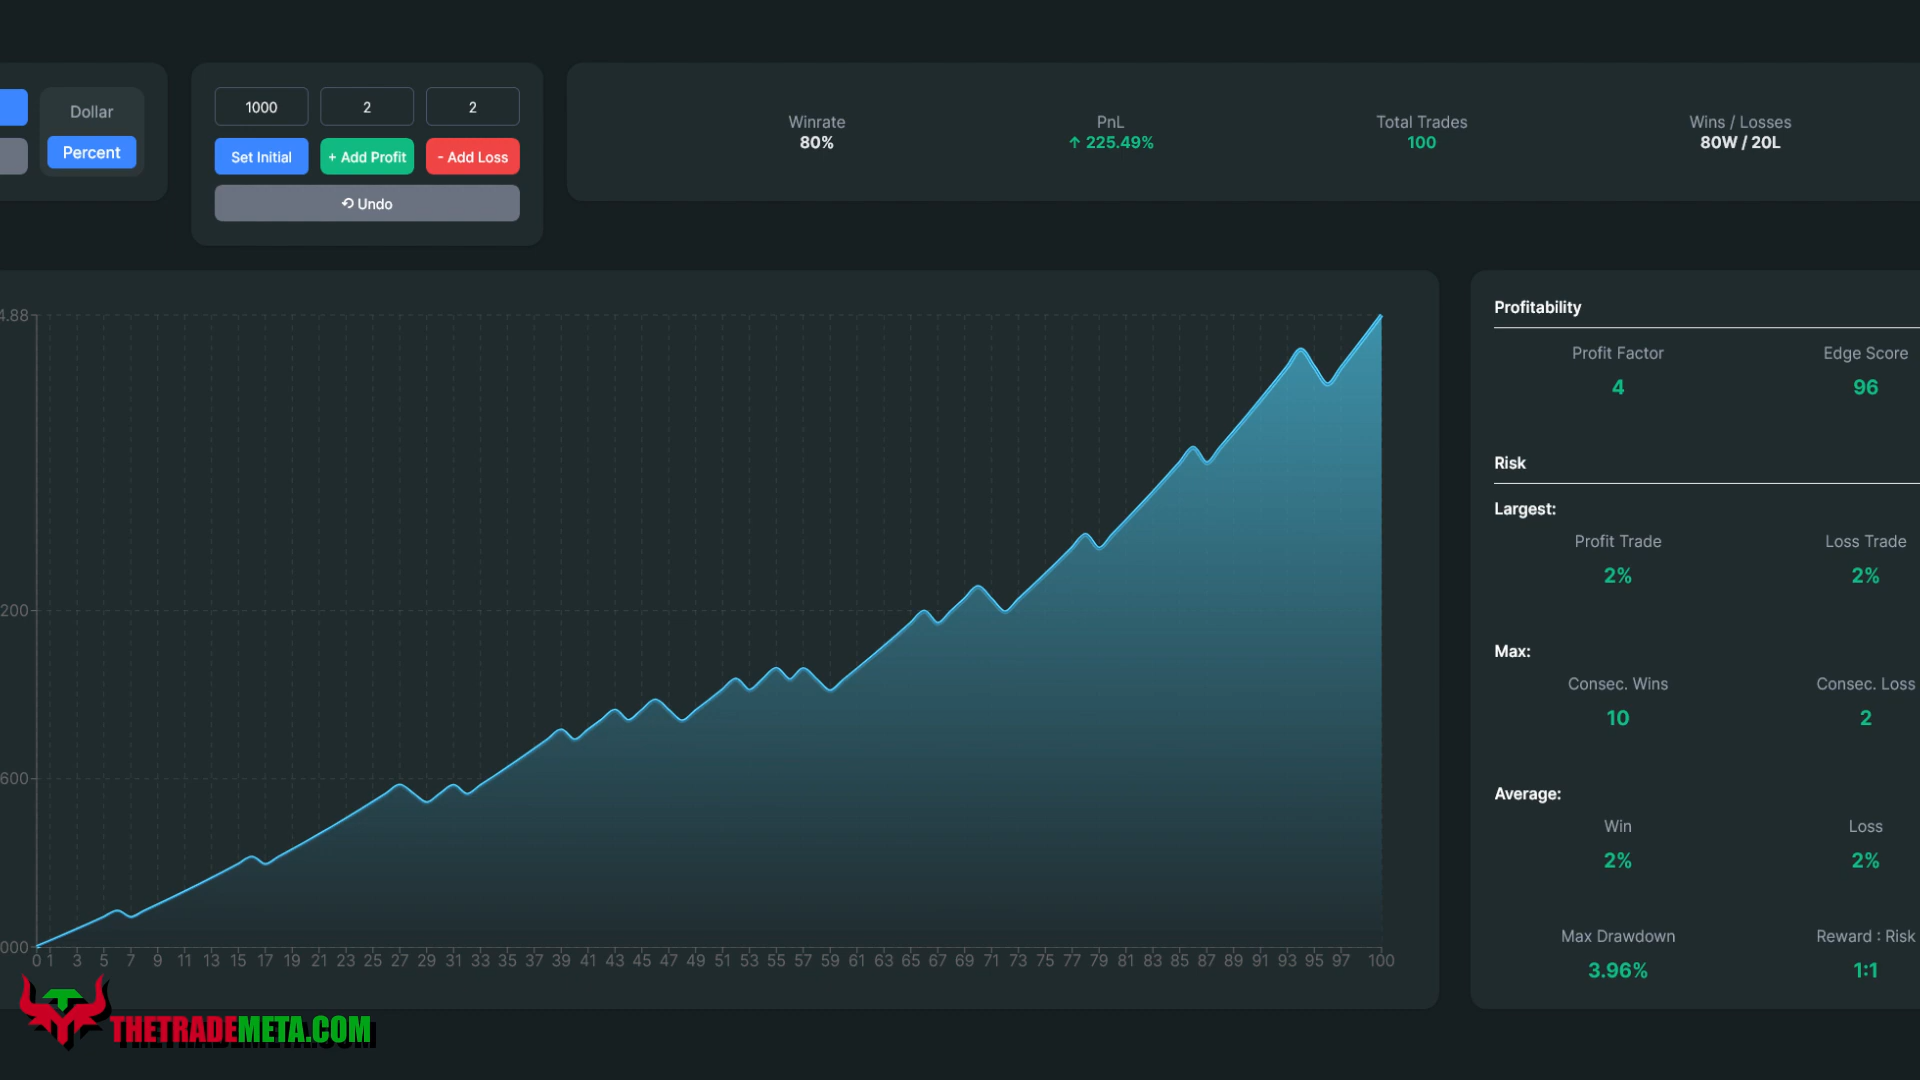 Dollar
Percent
1000 2 2
Set Initial + Add Profit - Add Loss
Undo
Winrate PnL Total Trades Wins / Losses
80% ↑ 225.49% 100 80W / 20L
4.88
200
600
000
0 1 3 5 7 9 11 13 15 17 19 21 23 25 27 29 31 33 35 37 39 41 43 45 47 49 51 53 55 57 59 61 63 65 67 69 71 73 75 77 79 81 83 85 87 89 91 93 95 97 100
Profitability
Profit Factor Edge Score
4 96
Risk
Largest:
Profit Trade Loss Trade
2% 2%
Max:
Consec. Wins Consec. Loss
10 2
Average:
Win Loss
2% 2%
Max Drawdown Reward : Risk
3.96% 1:1
THETRADEMETA.COM